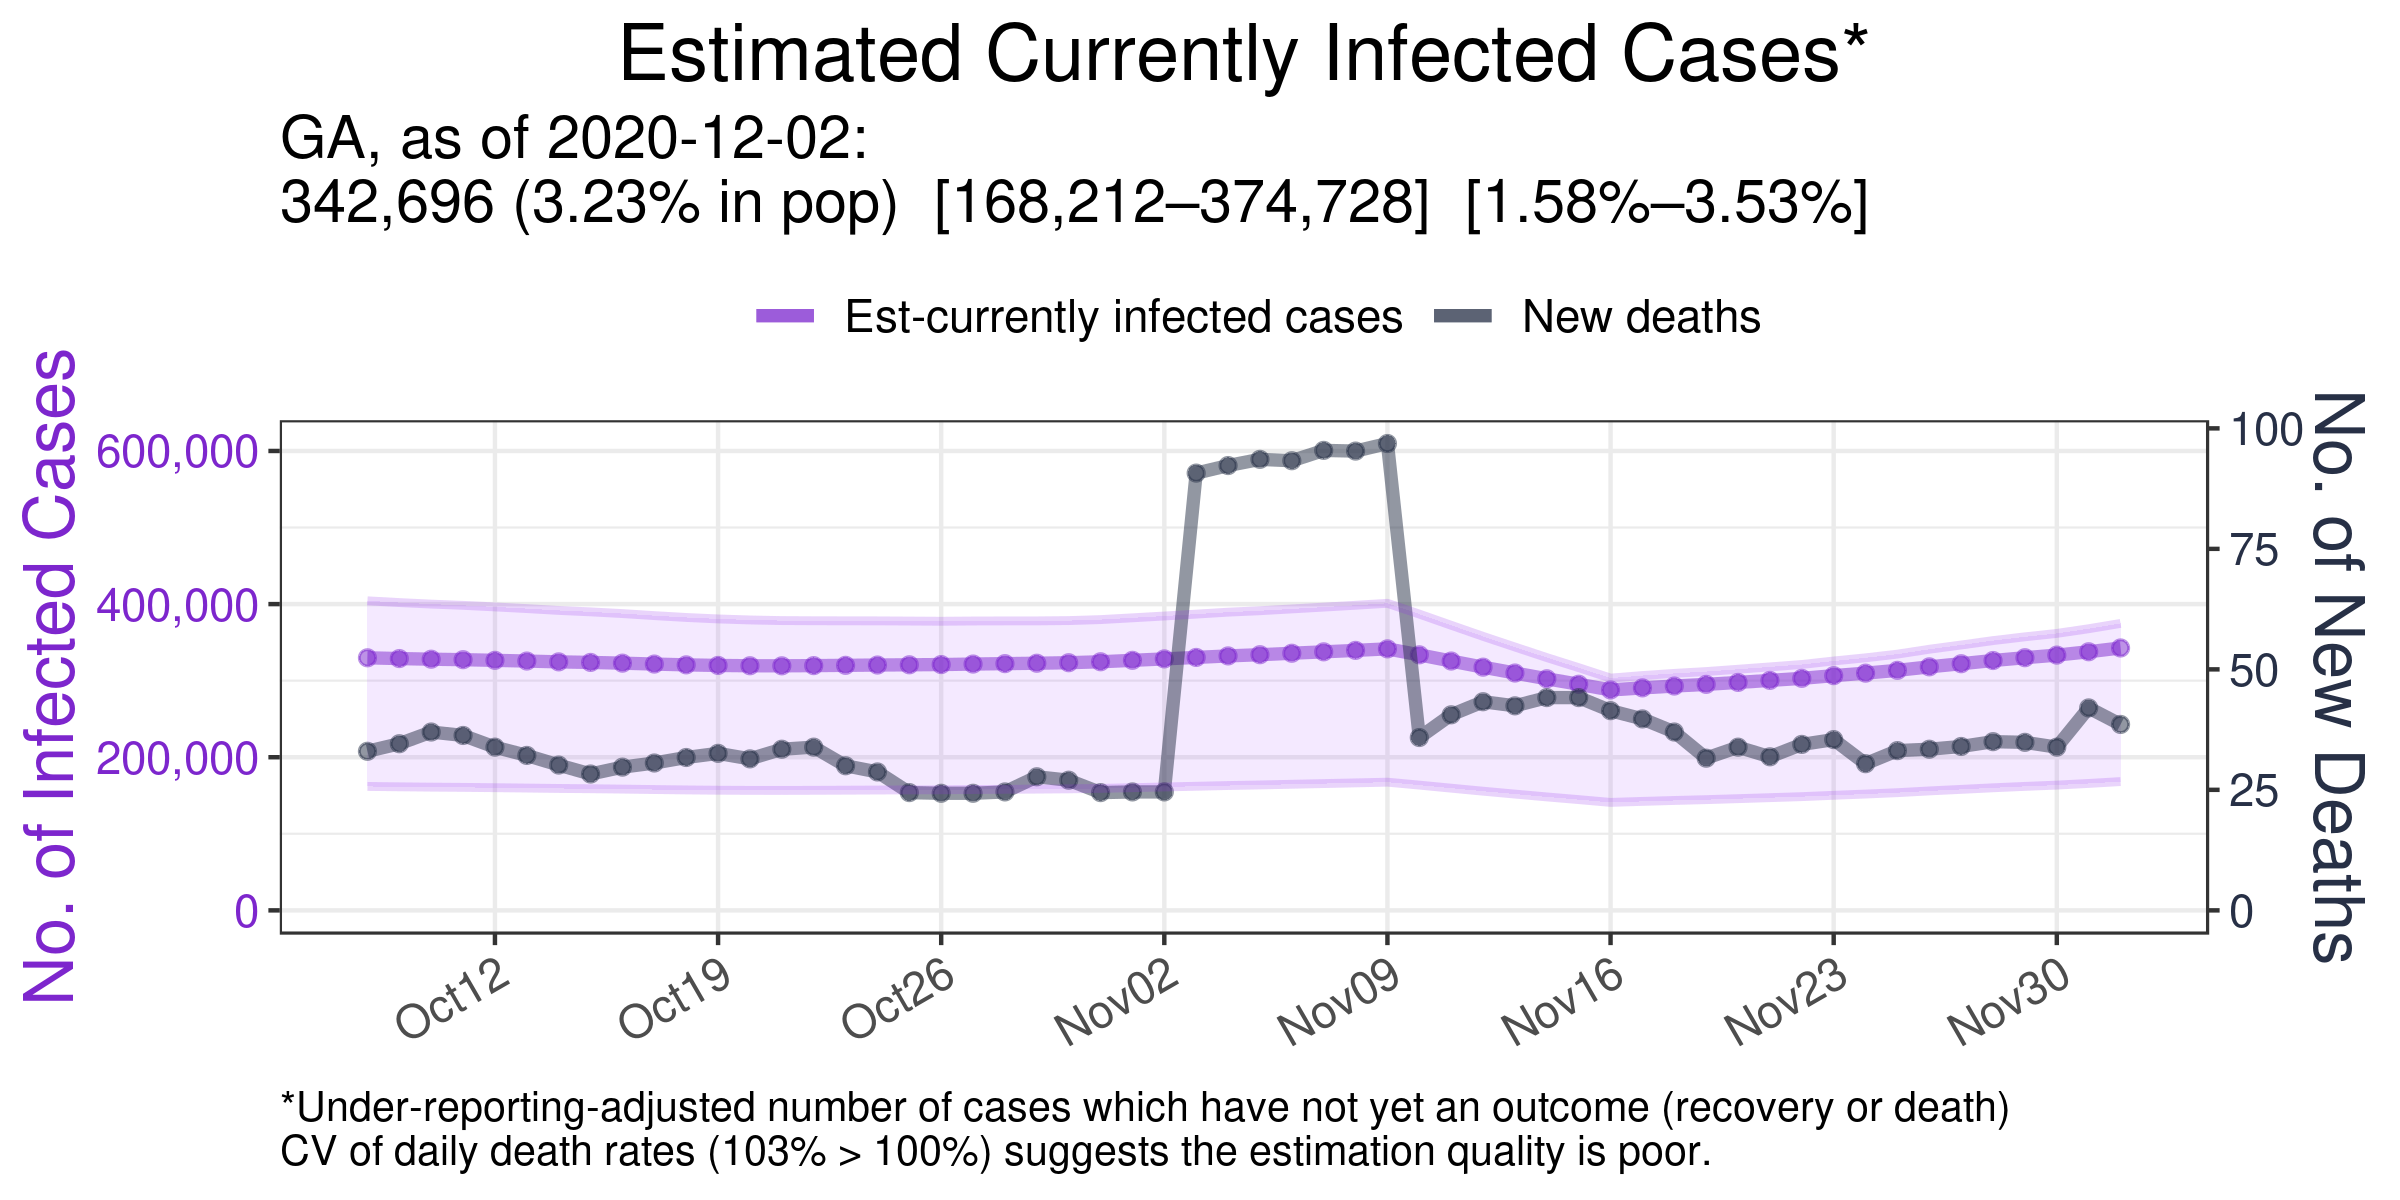 Estimated Currently Infected Cases*
GA, as of 2020-12-02:
342,696 (3.23% in pop)  [168,212–374,728]  [1.58%–3.53%]
Est-currently infected cases
New deaths
No. of Infected Cases
600,000
400,000
200,000
0
100
75
50
25
0
No. of New Deaths
Oct12
Oct19
Oct26
Nov02
Nov09
Nov16
Nov23
Nov30
*Under-reporting-adjusted number of cases which have not yet an outcome (recovery or death)
CV of daily death rates (103% > 100%) suggests the estimation quality is poor.